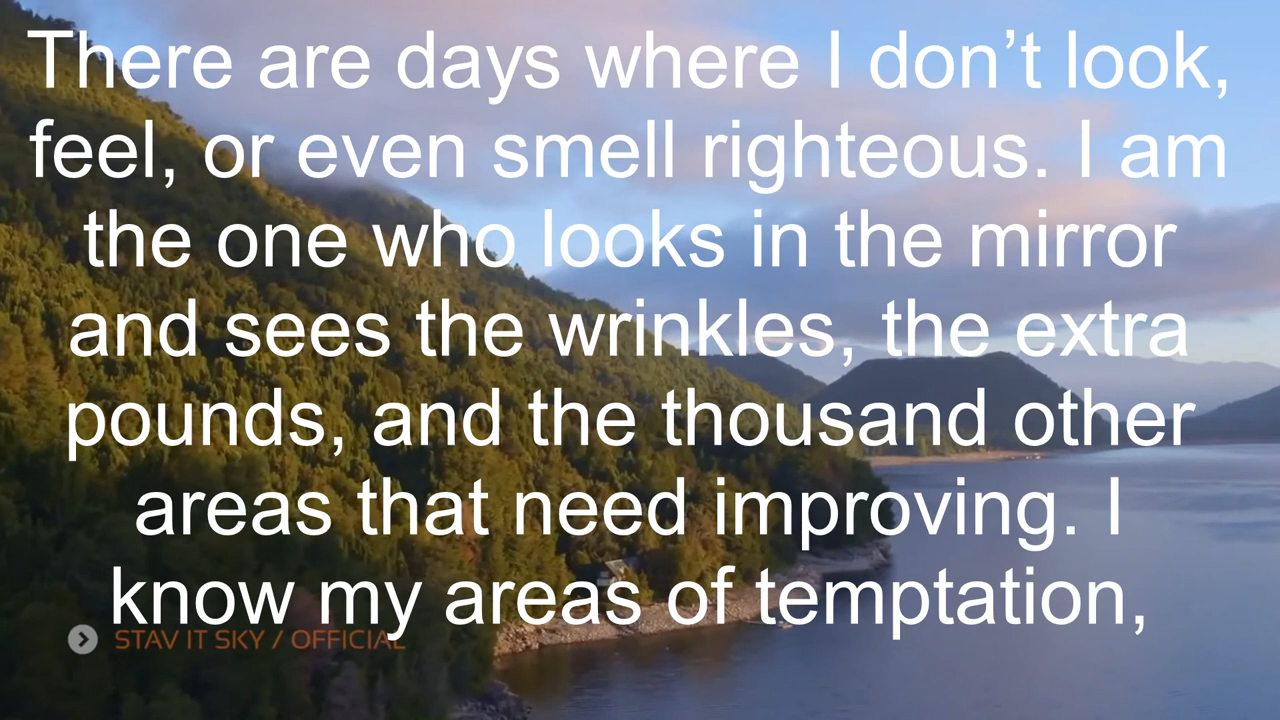 There are days where I don’t look,
feel, or even smell righteous. I am
the one who looks in the mirror
and sees the wrinkles, the extra
pounds, and the thousand other
areas that need improving. I
know my areas of temptation,
STAV IT SKY / OFFICIAL